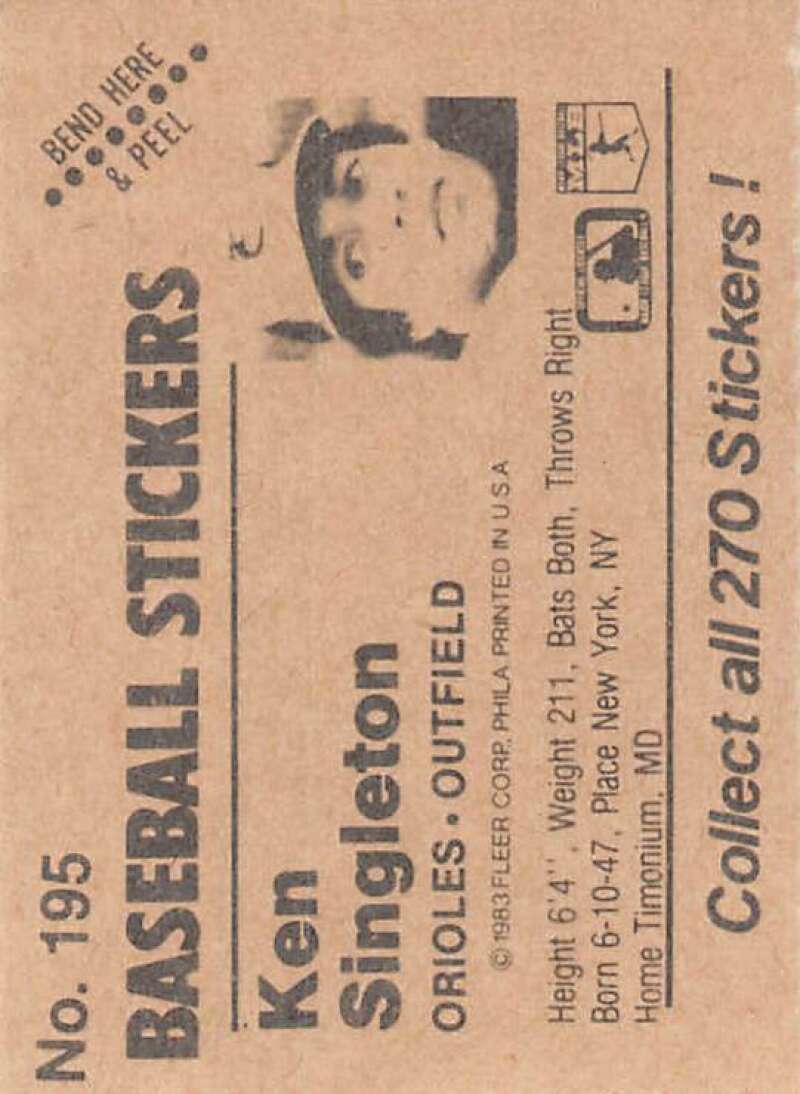 No. 195
BEND HERE
& PEEL
BASEBALL STICKERS
Ken
Singleton
ORIOLES • OUTFIELD
© 1983 FLEER CORP., PHILA PRINTED IN U.S.A
Height 6'4'', Weight 211, Bats Both, Throws Right
Born 6-10-47, Place New York, NY
Home Timonium, MD
Collect all 270 Stickers!